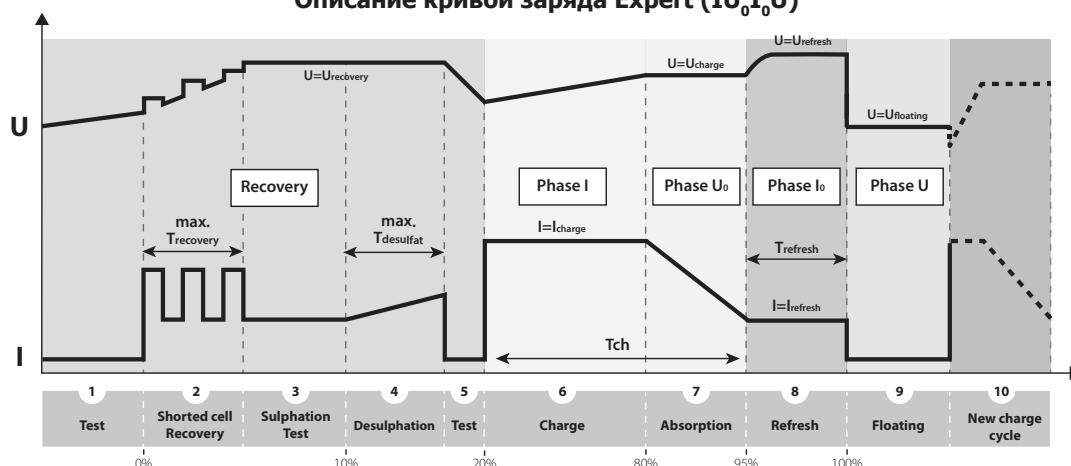 Описание кривой заряда Expert (IU₀I₀U)
U=Urefresh
U=Urecovery
U=Ucharge
U=Ufloating
U
Recovery
Phase I
Phase U₀
Phase I₀
Phase U
max.
Trecovery
max.
Tdesulfat
I=Icharge
Trefresh
I=Irefresh
Tch
I
1
2
3
4
5
6
7
8
9
10
Test
Shorted cell
Recovery
Sulphation
Test
Desulphation
Test
Charge
Absorption
Refresh
Floating
New charge
cycle
0%
10%
20%
80%
95%
100%